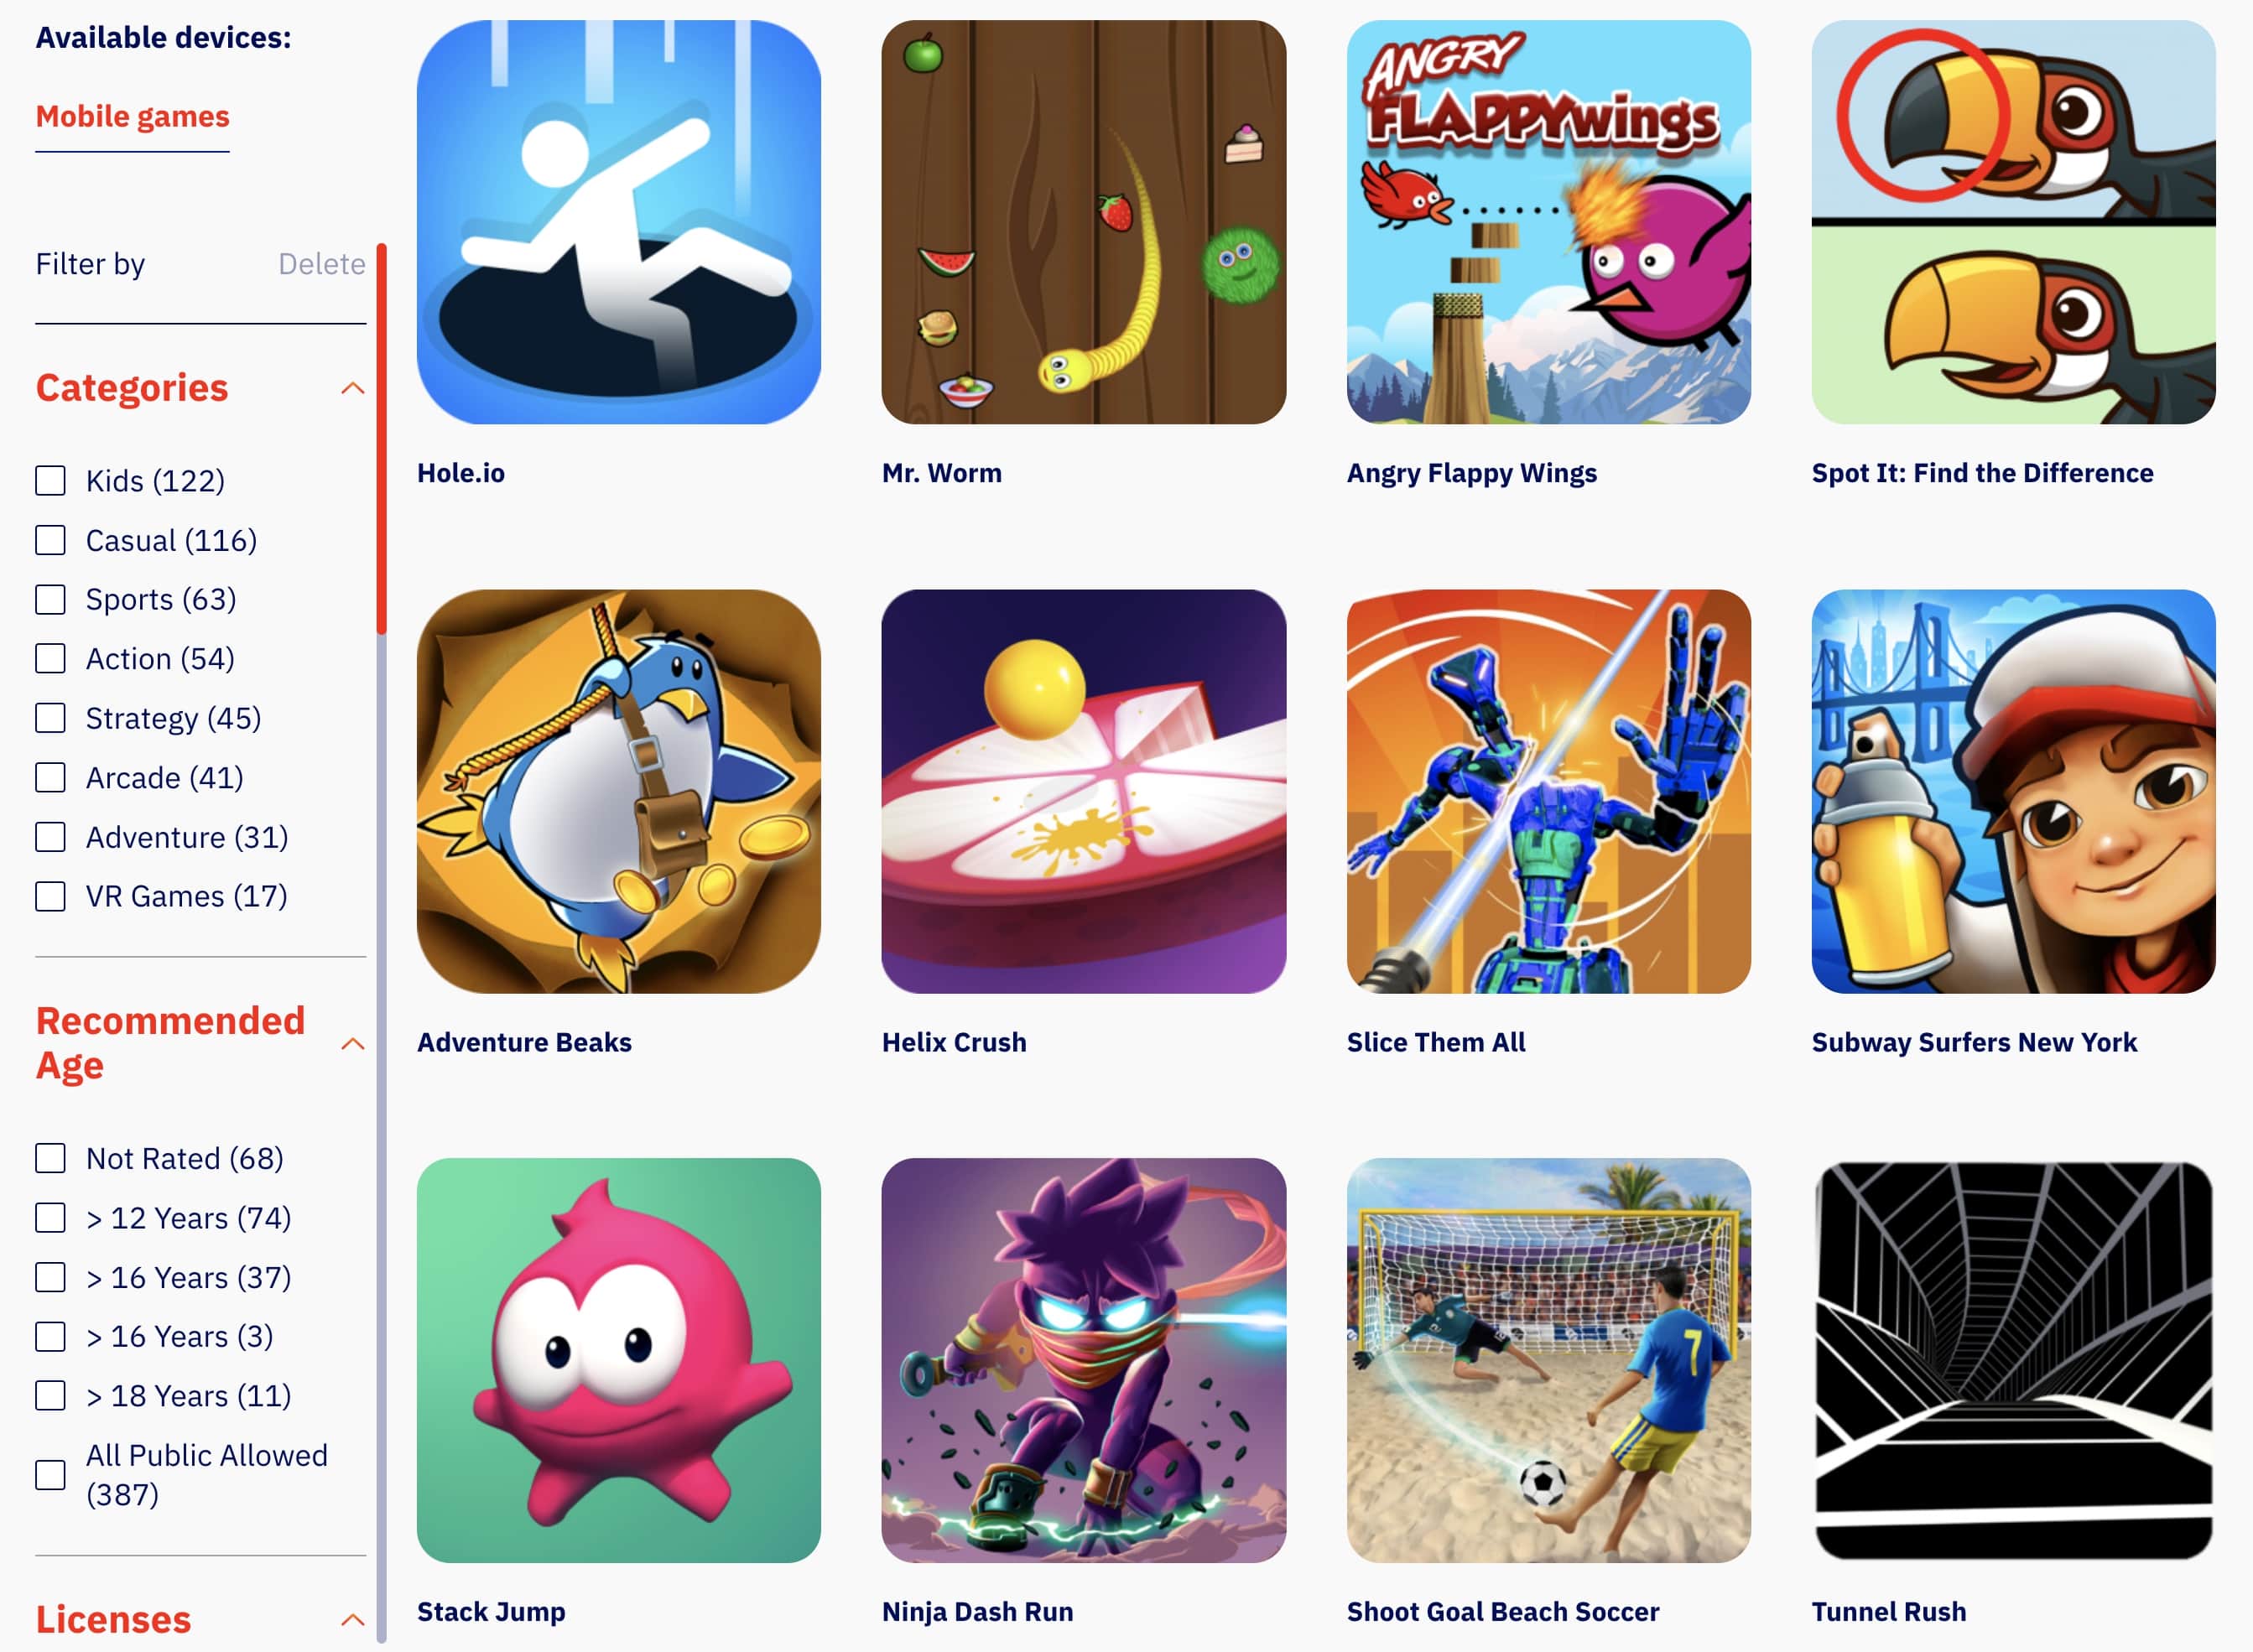 Available devices:
Mobile games
Filter by
Delete
Categories
Kids (122)
Casual (116)
Sports (63)
Action (54)
Strategy (45)
Arcade (41)
Adventure (31)
VR Games (17)
Recommended
Age
Not Rated (68)
> 12 Years (74)
> 16 Years (37)
> 16 Years (3)
> 18 Years (11)
All Public Allowed
(387)
Licenses
ANGRY
FLAPPYwings
Hole.io
Mr. Worm
Angry Flappy Wings
Spot It: Find the Difference
Adventure Beaks
Helix Crush
Slice Them All
Subway Surfers New York
7
Stack Jump
Ninja Dash Run
Shoot Goal Beach Soccer
Tunnel Rush